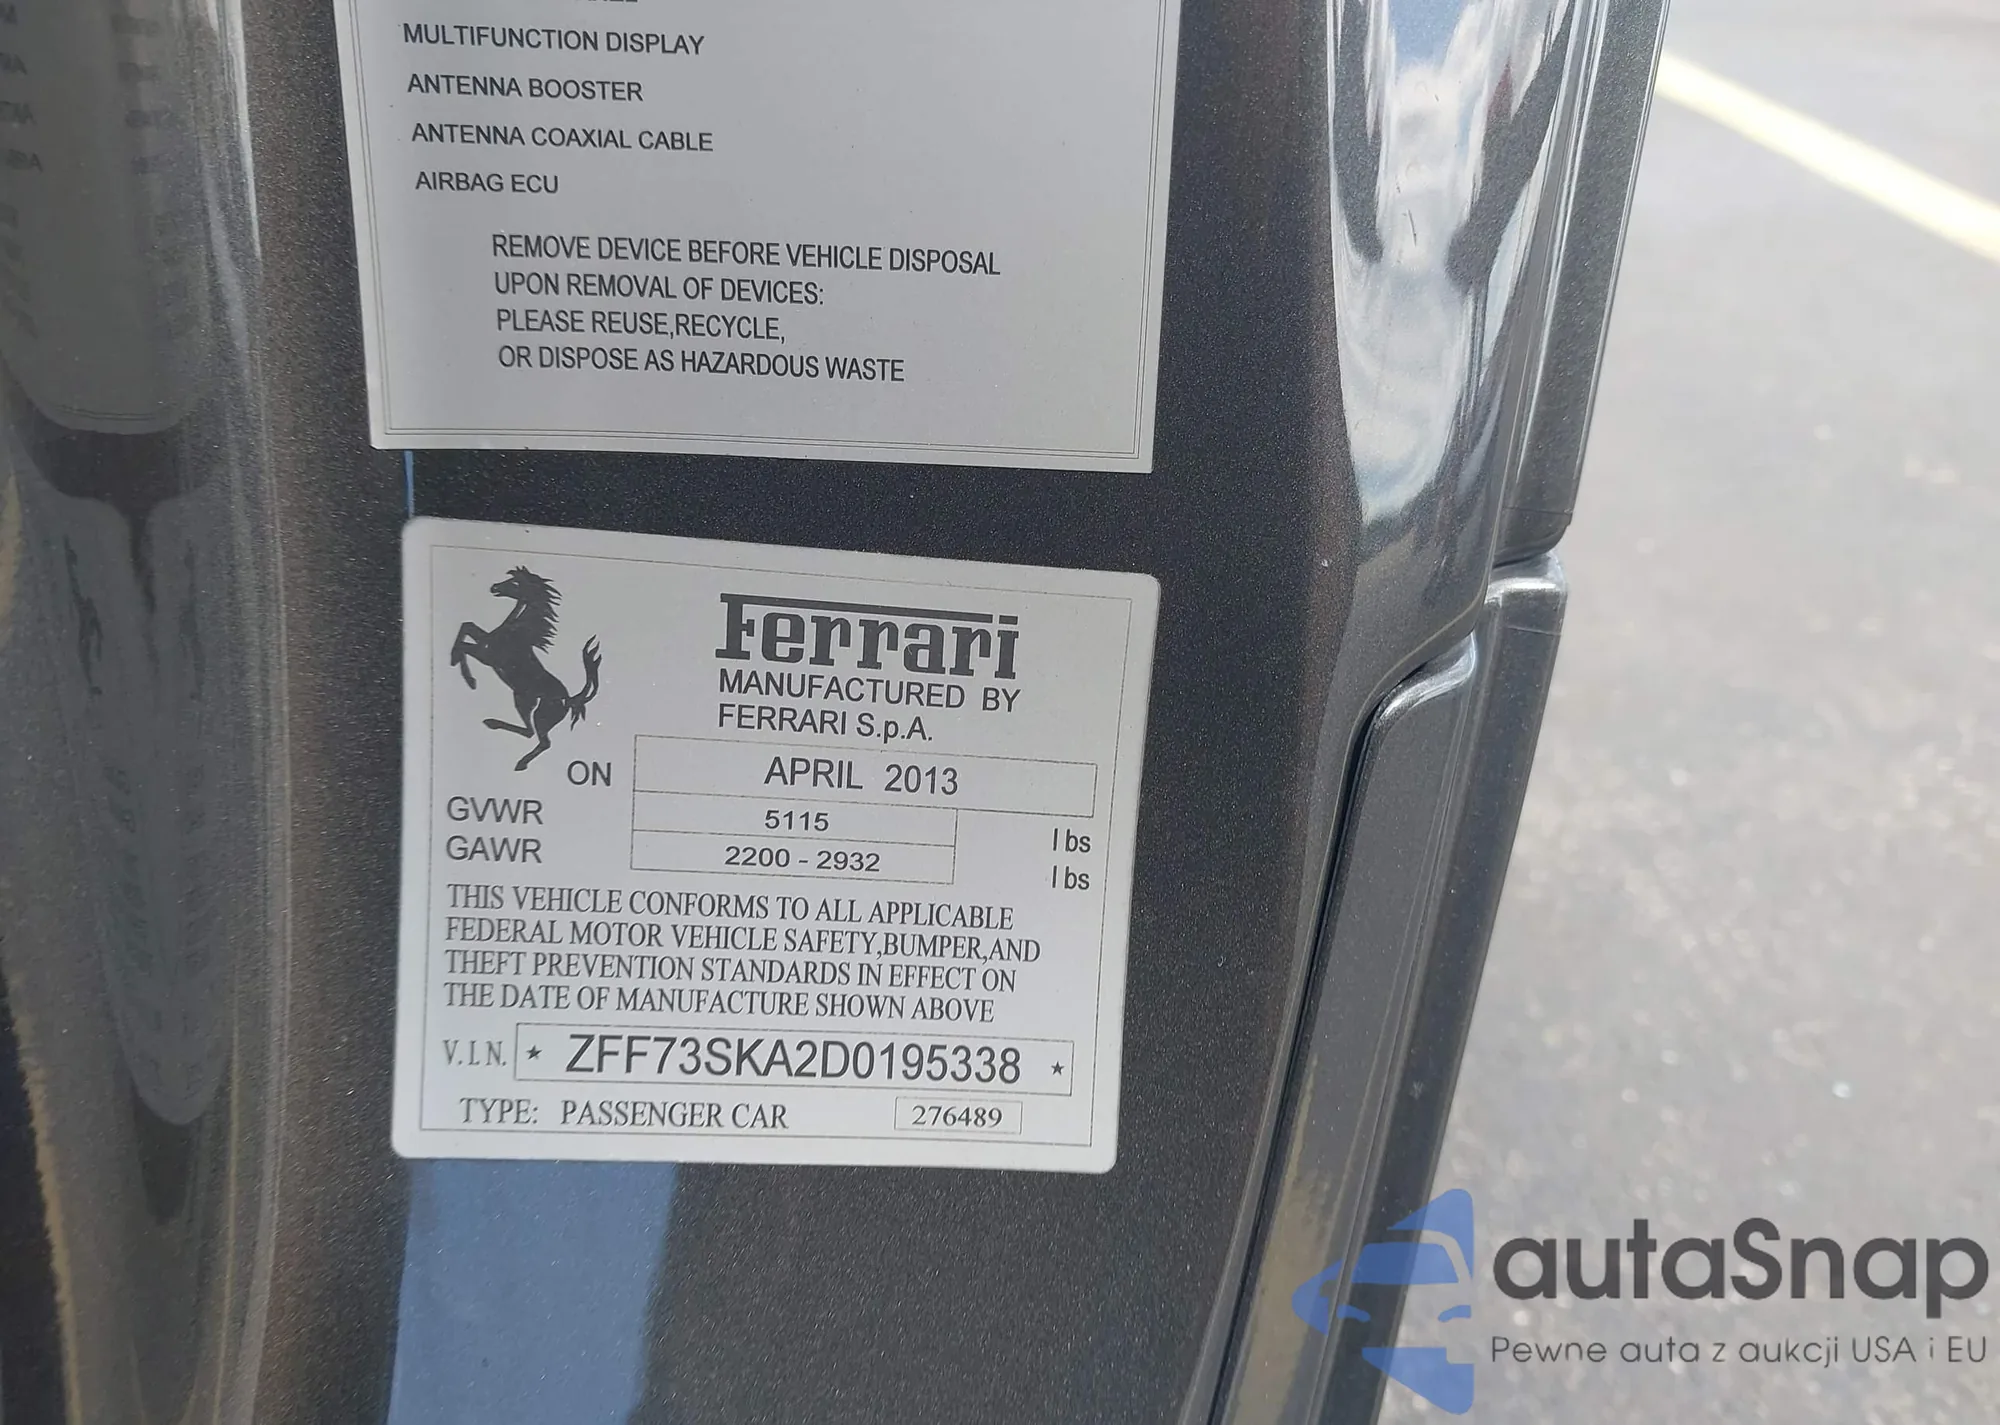 MULTIFUNCTION DISPLAY
ANTENNA BOOSTER
ANTENNA COAXIAL CABLE
AIRBAG ECU
REMOVE DEVICE BEFORE VEHICLE DISPOSAL
UPON REMOVAL OF DEVICES:
PLEASE REUSE,RECYCLE,
OR DISPOSE AS HAZARDOUS WASTE
Ferrari
MANUFACTURED BY
FERRARI S.p.A.
ON APRIL 2013
GVWR 5115 lbs
GAWR 2200 - 2932 lbs
THIS VEHICLE CONFORMS TO ALL APPLICABLE
FEDERAL MOTOR VEHICLE SAFETY,BUMPER,AND
THEFT PREVENTION STANDARDS IN EFFECT ON
THE DATE OF MANUFACTURE SHOWN ABOVE
V.I.N. * ZFF73SKA2D0195338 *
TYPE: PASSENGER CAR 276489
autaSnap
Pewne auta z aukcji USA i EU